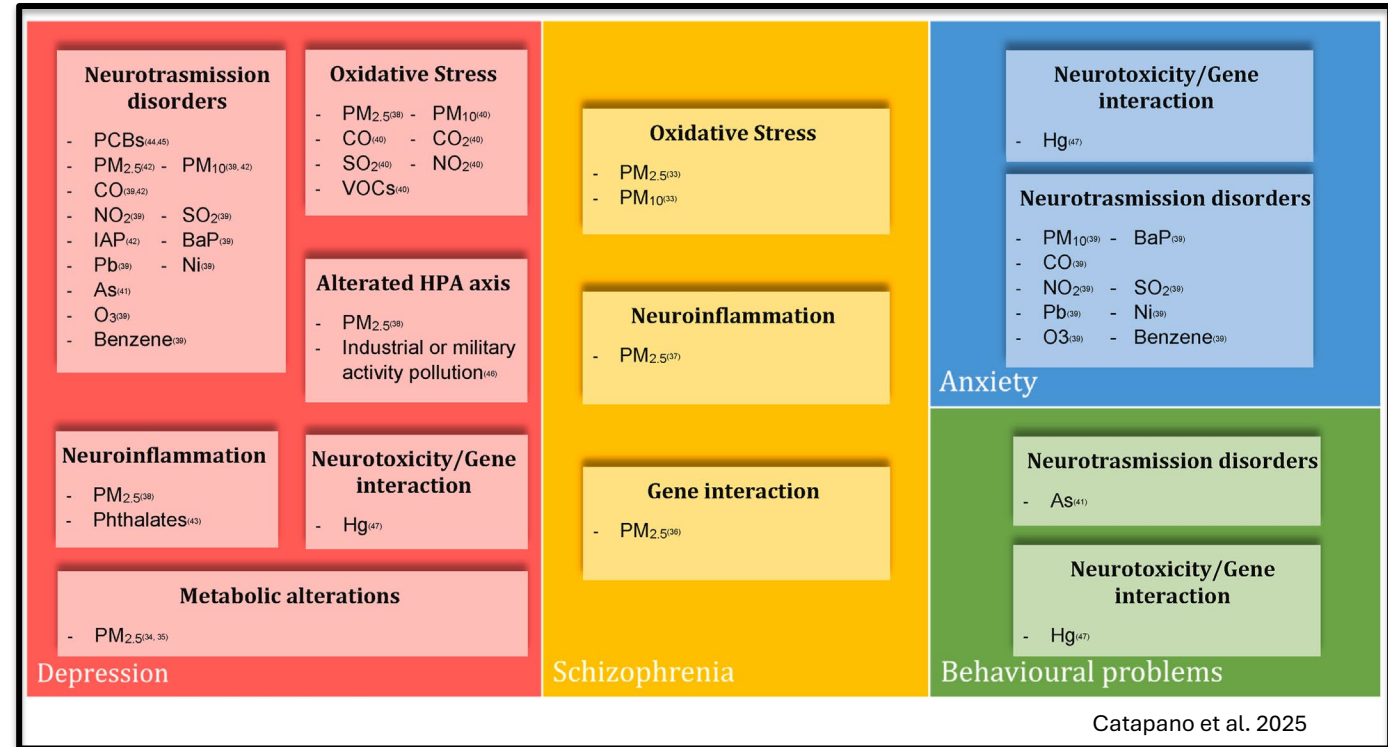 Neurotrasmission
disorders
- PCBs(44,45)
- PM2.5(42) - PM10(39, 42)
- CO(39,42)
- NO2(39) - SO2(39)
- IAP(42) - BaP(39)
- Pb(39) - Ni(39)
- As(41)
- O3(39)
- Benzene(39)
Oxidative Stress
- PM2.5(38) - PM10(40)
- CO(40) - CO2(40)
- SO2(40) - NO2(40)
- VOCs(40)
Alterated HPA axis
- PM2.5(38)
- Industrial or military
activity pollution(46)
Neuroinflammation
- PM2.5(38)
- Phthalates(43)
Neurotoxicity/Gene
interaction
- Hg(47)
Metabolic alterations
- PM2.5(34, 35)
Depression
Oxidative Stress
- PM2.5(33)
- PM10(33)
Neuroinflammation
- PM2.5(37)
Gene interaction
- PM2.5(36)
Schizophrenia
Neurotoxicity/Gene
interaction
- Hg(47)
Neurotrasmission disorders
- PM10(39) - BaP(39)
- CO(39)
- NO2(39) - SO2(39)
- Pb(39) - Ni(39)
- O3(39) - Benzene(39)
Anxiety
Neurotrasmission disorders
- As(41)
Neurotoxicity/Gene
interaction
- Hg(47)
Behavioural problems
Catapano et al. 2025